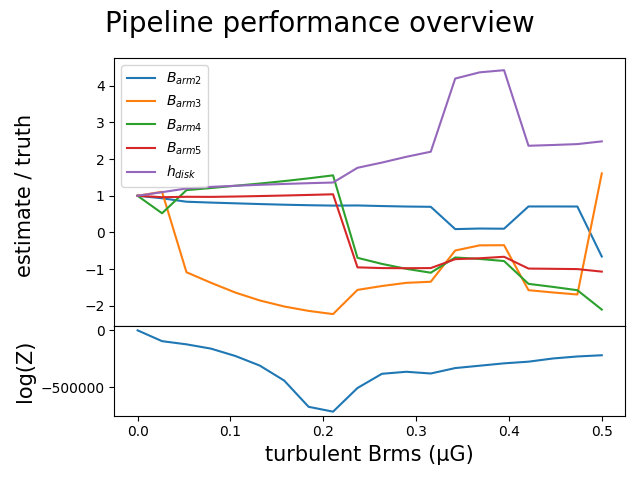 Pipeline performance overview
estimate / truth
4
3
2
1
0
−1
−2
B_arm2
B_arm3
B_arm4
B_arm5
h_disk
log(Z)
0
−500000
0.0 0.1 0.2 0.3 0.4 0.5
turbulent Brms (μG)